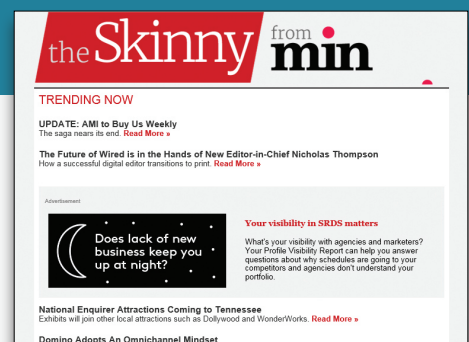 the Skinny from
min
TRENDING NOW
UPDATE: AMI to Buy Us Weekly
The saga nears its end. Read More »
The Future of Wired is in the Hands of New Editor-in-Chief Nicholas Thompson
How a successful digital editor transitions to print. Read More »
Advertisement
Does lack of new
business keep you
up at night?
Your visibility in SRDS matters
What's your visibility with agencies and marketers?
Your Profile Visibility Report can help you answer
questions about why schedules are going to your
competitors and agencies don't understand your
portfolio.
National Enquirer Attractions Coming to Tennessee
Exhibits will join other local attractions such as Dollywood and WonderWorks. Read More »
Domino Adopts An Omnichannel Mindset